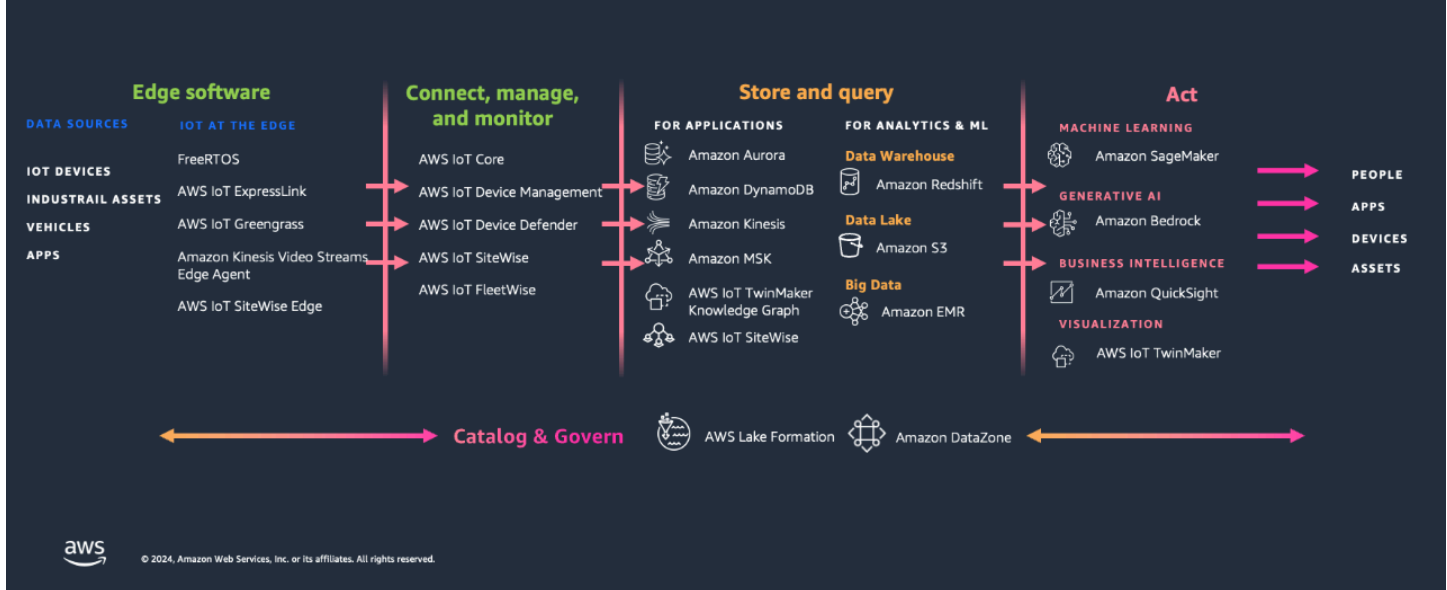 Edge software
DATA SOURCES
IOT DEVICES
INDUSTRAIL ASSETS
VEHICLES
APPS
IOT AT THE EDGE
FreeRTOS
AWS IoT ExpressLink
AWS IoT Greengrass
Amazon Kinesis Video Streams
Edge Agent
AWS IoT SiteWise Edge
Connect, manage,
and monitor
AWS IoT Core
AWS IoT Device Management
AWS IoT Device Defender
AWS IoT SiteWise
AWS IoT FleetWise
Store and query
FOR APPLICATIONS
Amazon Aurora
Amazon DynamoDB
Amazon Kinesis
Amazon MSK
AWS IoT TwinMaker
Knowledge Graph
AWS IoT SiteWise
FOR ANALYTICS & ML
Data Warehouse
Amazon Redshift
Data Lake
Amazon S3
Big Data
Amazon EMR
Act
MACHINE LEARNING
Amazon SageMaker
GENERATIVE AI
Amazon Bedrock
BUSINESS INTELLIGENCE
Amazon QuickSight
VISUALIZATION
AWS IoT TwinMaker
PEOPLE
APPS
DEVICES
ASSETS
Catalog & Govern
AWS Lake Formation
Amazon DataZone
aws
© 2024, Amazon Web Services, Inc. or its affiliates. All rights reserved.